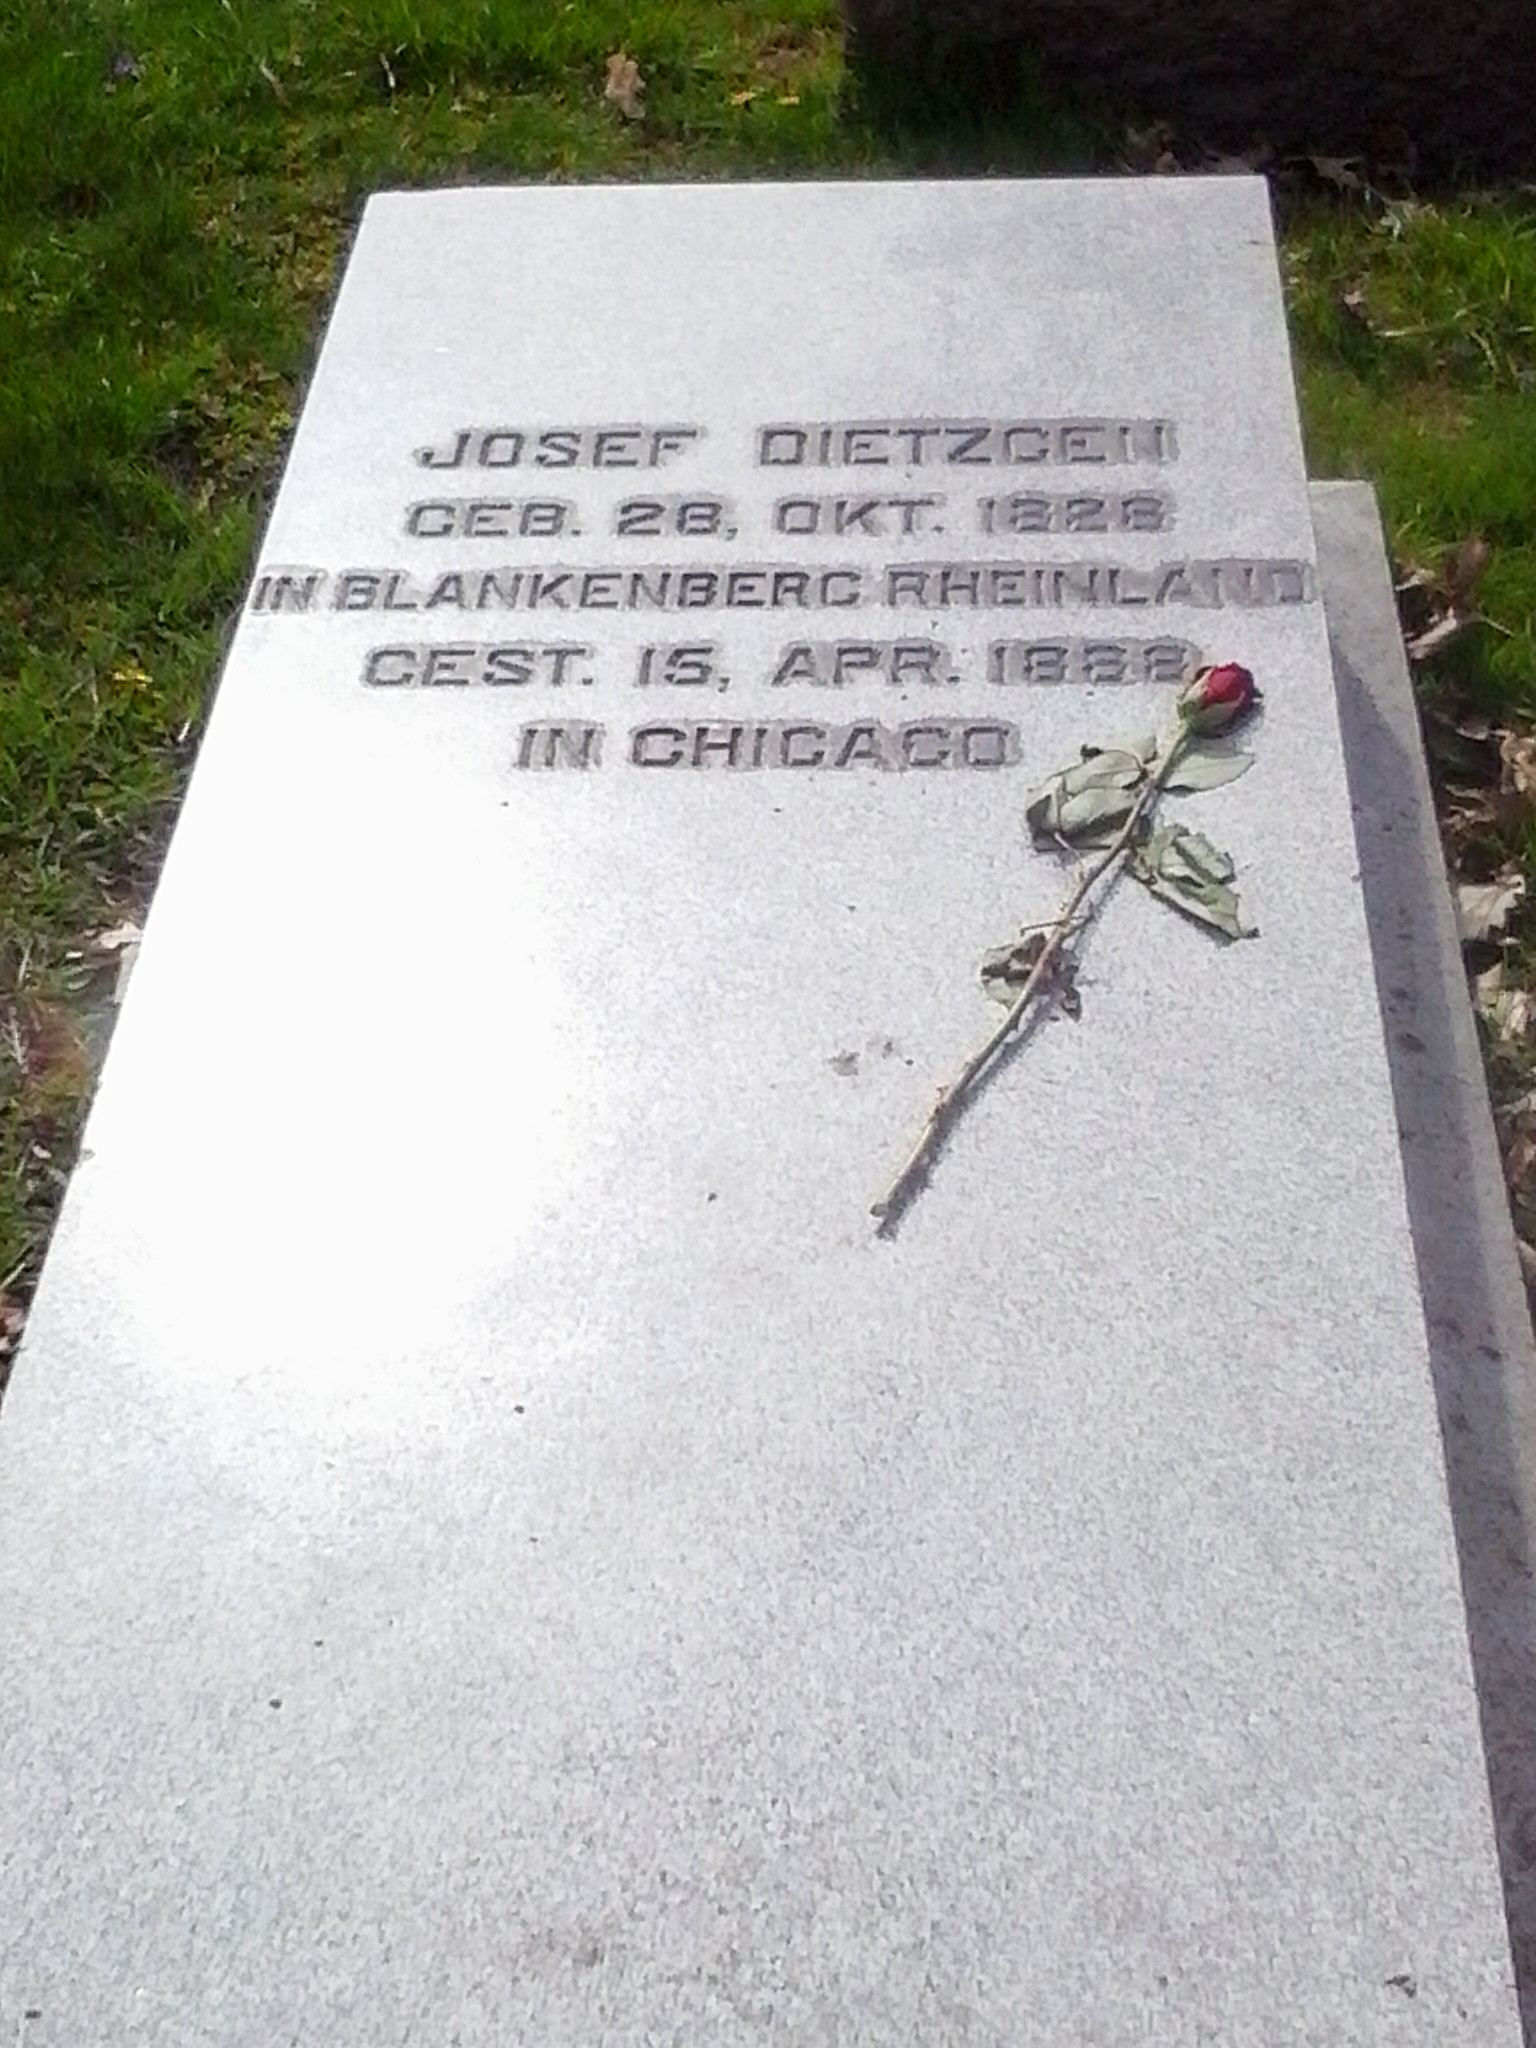 JOSEF DIETZGEN
GEB. 28, OKT. 1828
IN BLANKENBERG RHEINLAND
GEST. 15, APR. 1888
IN CHICAGO